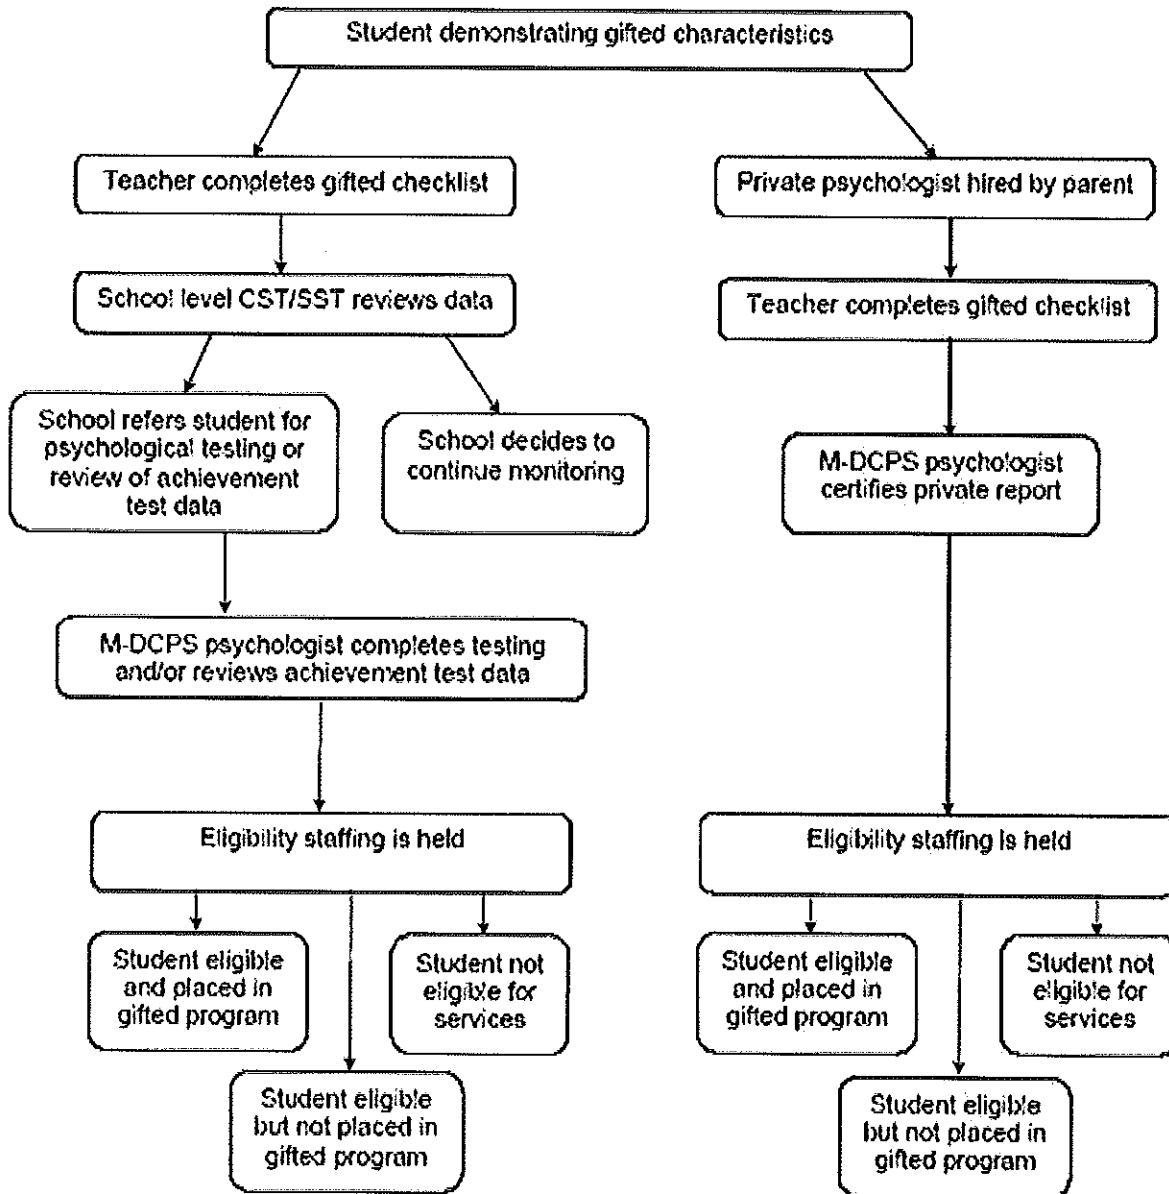 Student demonstrating gifted characteristics
Teacher completes gifted checklist
Private psychologist hired by parent
School level CST/SST reviews data
Teacher completes gifted checklist
School refers student for
psychological testing or
review of achievement
test data
School decides to
continue monitoring
M-DCPS psychologist
certifies private report
M-DCPS psychologist completes testing
and/or reviews achievement test data
Eligibility staffing is held
Eligibility staffing is held
Student eligible
and placed in
gifted program
Student not
eligible for
services
Student eligible
and placed in
gifted program
Student not
eligible for
services
Student eligible
but not placed in
gifted program
Student eligible
but not placed in
gifted program